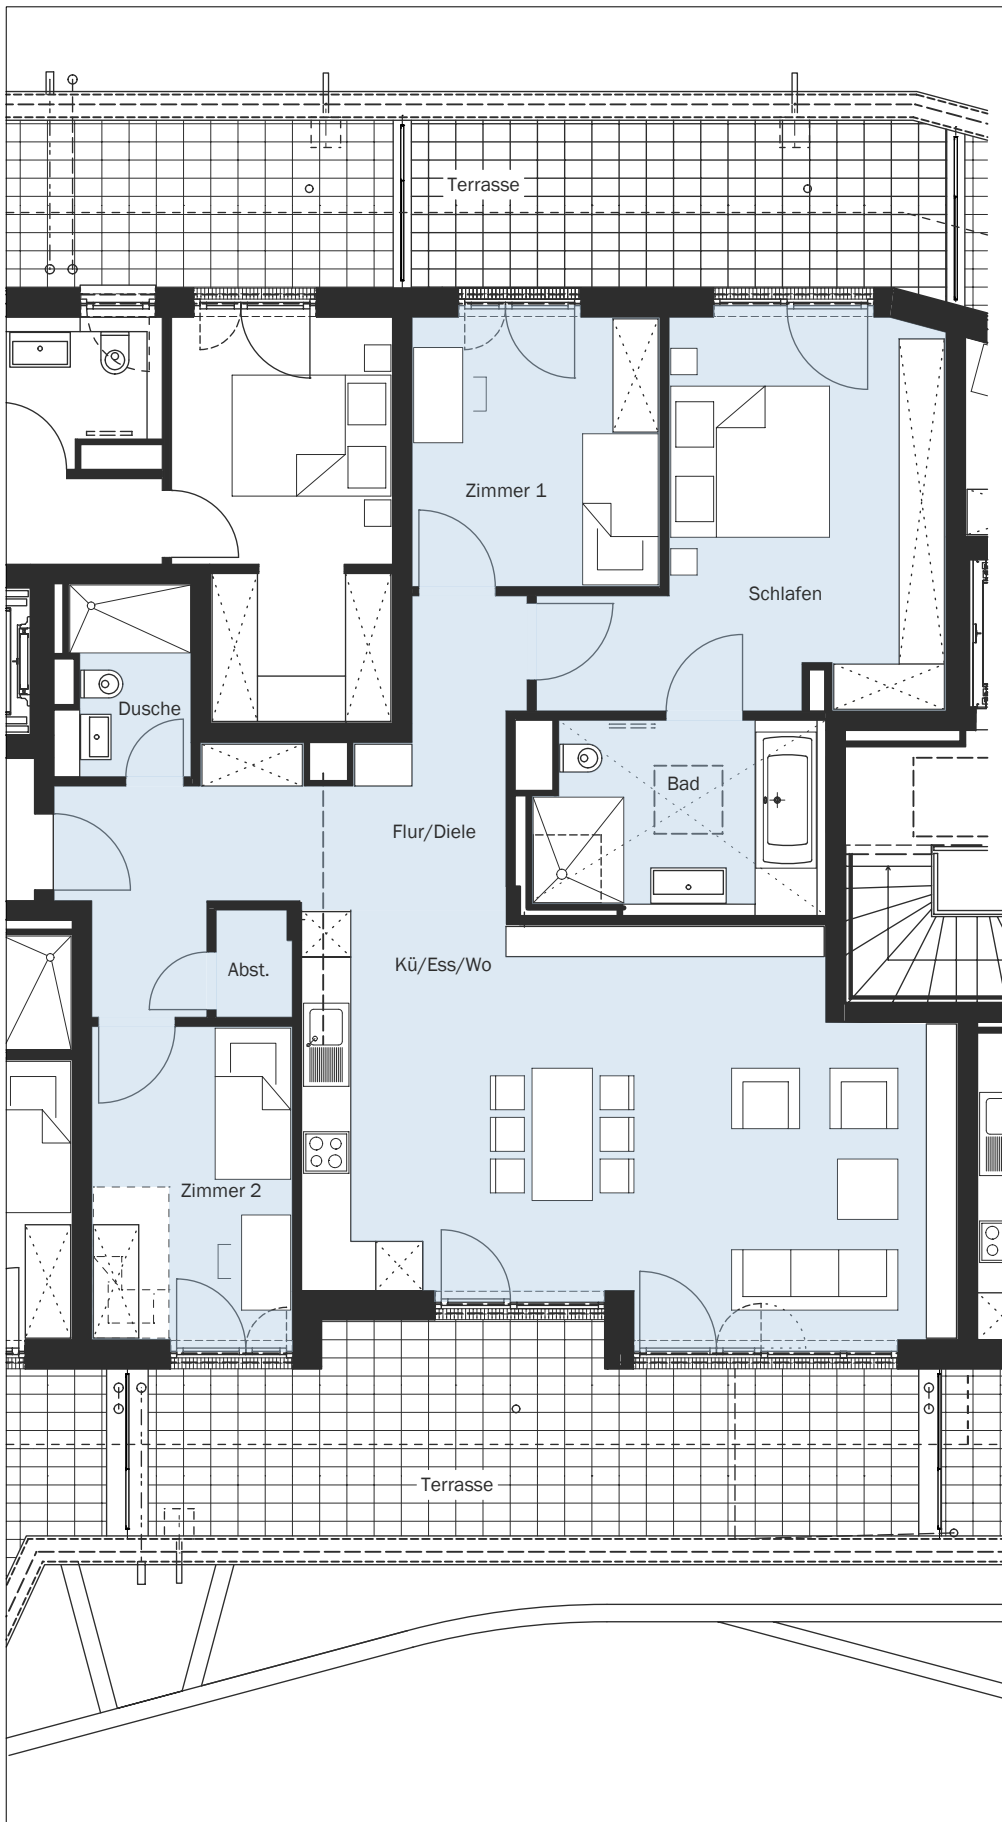 Terrasse
Zimmer 1
Schlafen
Dusche
Bad
Flur/Diele
Kü/Ess/Wo
Abst.
Zimmer 2
Terrasse